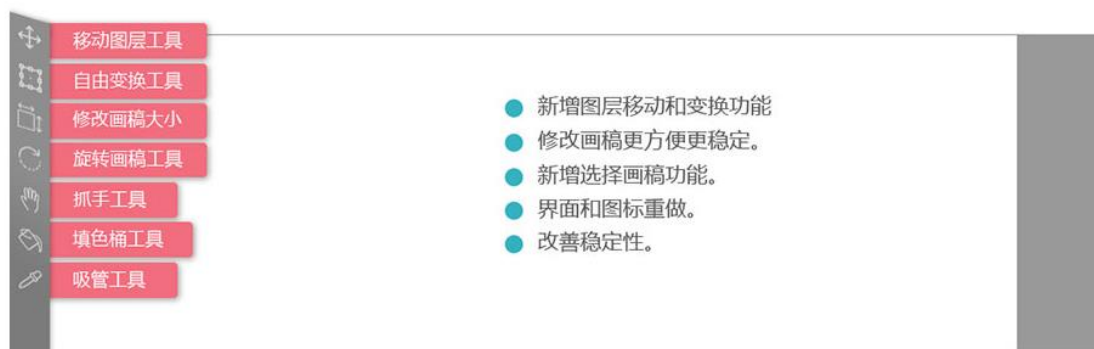 移动图层工具
自由变换工具
修改画稿大小
旋转画稿工具
抓手工具
填色桶工具
吸管工具
新增图层移动和变换功能
修改画稿更方便更稳定。
新增选择画稿功能。
界面和图标重做。
改善稳定性。